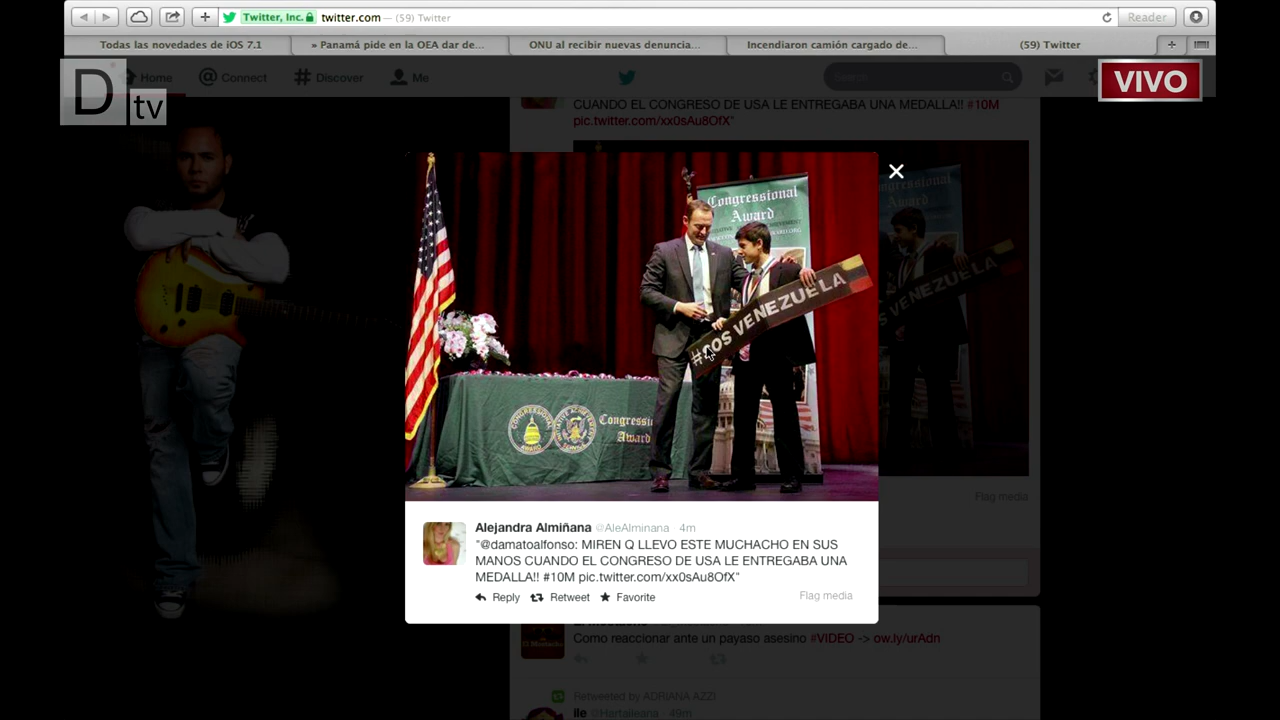 Twitter, Inc.
twitter.com — (59) Twitter
Reader
Todas las novedades de iOS 7.1
» Panamá pide en la OEA dar de...
ONU al recibir nuevas denuncia...
Incendiaron camión cargado de...
(59) Twitter
Home
Connect
Discover
Me
Search
D tv
VIVO
CUANDO EL CONGRESO DE USA LE ENTREGABA UNA MEDALLA!! #10M
pic.twitter.com/xx0sAu8OfX"
Congressional
Award
#SOS VENEZUELA
Congressi
Award
Flag media
Alejandra Almiñana @AleAlminana · 4m
"@damatoalfonso: MIREN Q LLEVO ESTE MUCHACHO EN SUS
MANOS CUANDO EL CONGRESO DE USA LE ENTREGABA UNA
MEDALLA!! #10M pic.twitter.com/xx0sAu8OfX"
Reply
Retweet
Favorite
Flag media
Como reaccionar ante un payaso asesino #VIDEO -> ow.ly/urAdn
Retweeted by ADRIANA AZZI
ile @Hartaileana · 49m